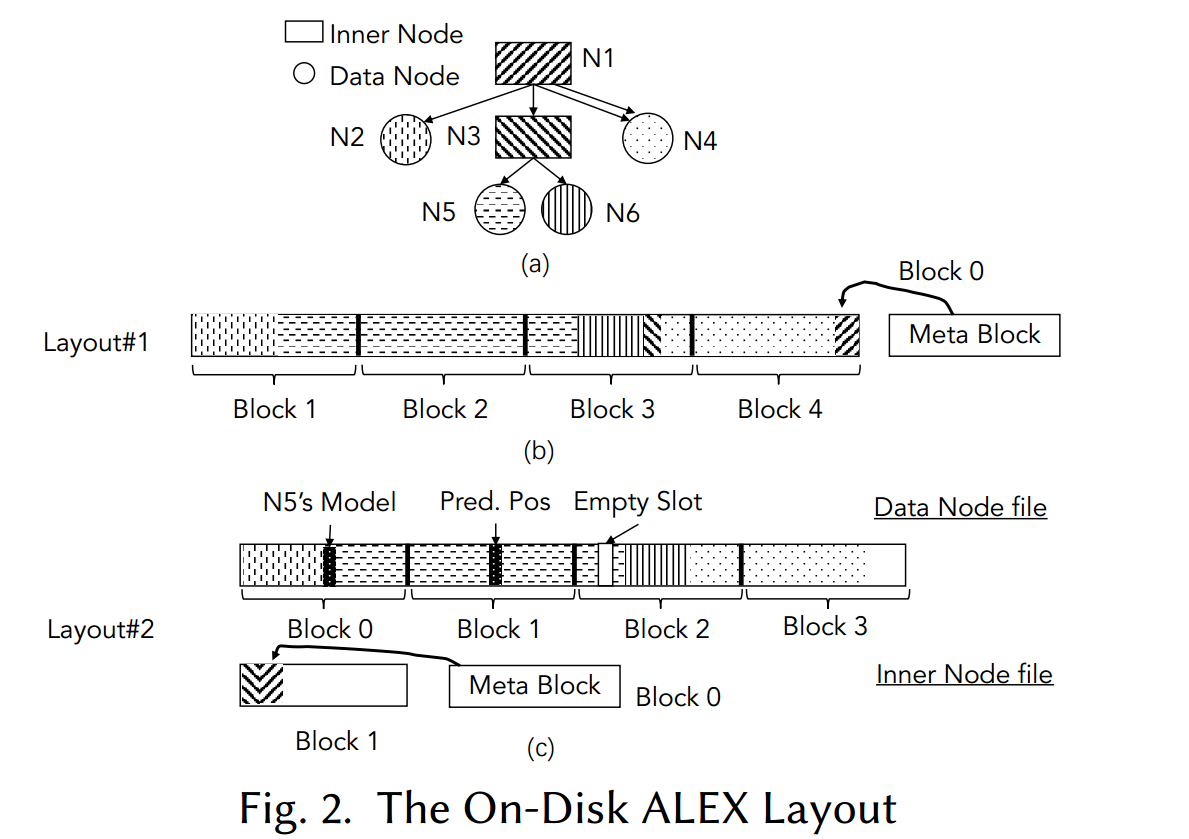 Inner Node
Data Node
N1
N2
N3
N4
N5
N6
(a)
Block 0
Layout#1
Meta Block
Block 1
Block 2
Block 3
Block 4
(b)
N5's Model
Pred. Pos
Empty Slot
Data Node file
Layout#2
Block 0
Block 1
Block 2
Block 3
Inner Node file
Meta Block
Block 0
Block 1
(c)
Fig. 2. The On-Disk ALEX Layout